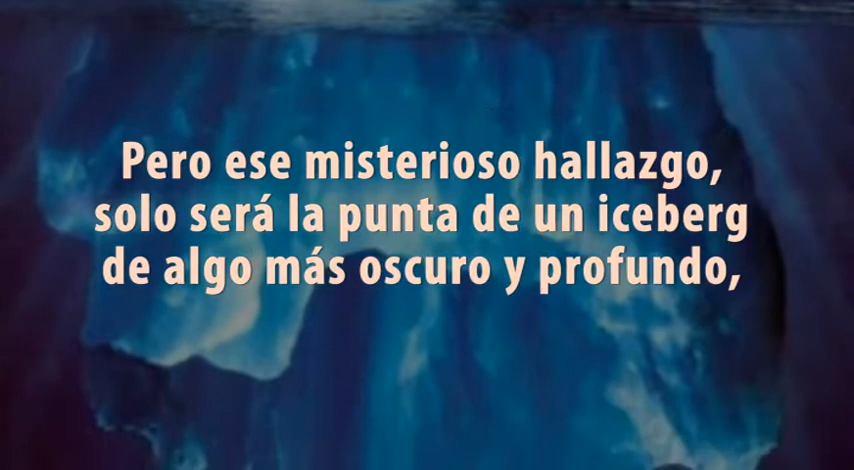 Pero ese misterioso hallazgo,
solo será la punta de un iceberg
de algo más oscuro y profundo,